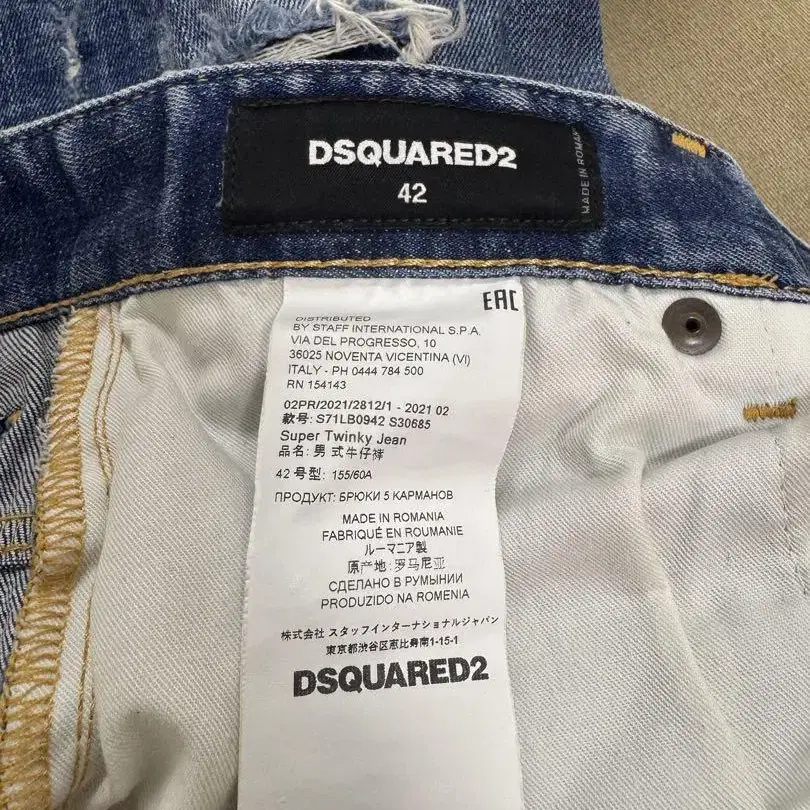 DSQUARED2
42
MADE IN
EAC
DISTRIBUTED
BY STAFF INTERNATIONAL S.P.A.
VIA DEL PROGRESSO, 10
36025 NOVENTA VICENTINA (VI)
ITALY - PH 0444 784 500
RN 154143
02PR/2021/2812/1 - 2021 02
款号: S71LB0942 S30685
Super Twinky Jean
品名: 男 式牛仔裤
42 号型: 155/60A
ПРОДУКТ: БРЮКИ 5 КАРМАНОВ
MADE IN ROMANIA
FABRIQUÉ EN ROUMANIE
ルーマニア製
原产地: 罗马尼亚
СДЕЛАНО В РУМЫНИИ
PRODUZIDO NA ROMENIA
株式会社 スタッフインターナショナルジャパン
東京都渋谷区恵比寿南1-15-1
DSQUARED2